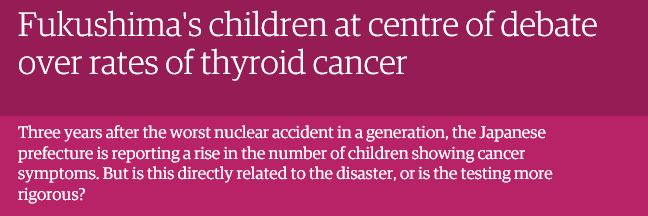 Fukushima's children at centre of debate
over rates of thyroid cancer
Three years after the worst nuclear accident in a generation, the Japanese
prefecture is reporting a rise in the number of children showing cancer
symptoms. But is this directly related to the disaster, or is the testing more
rigorous?